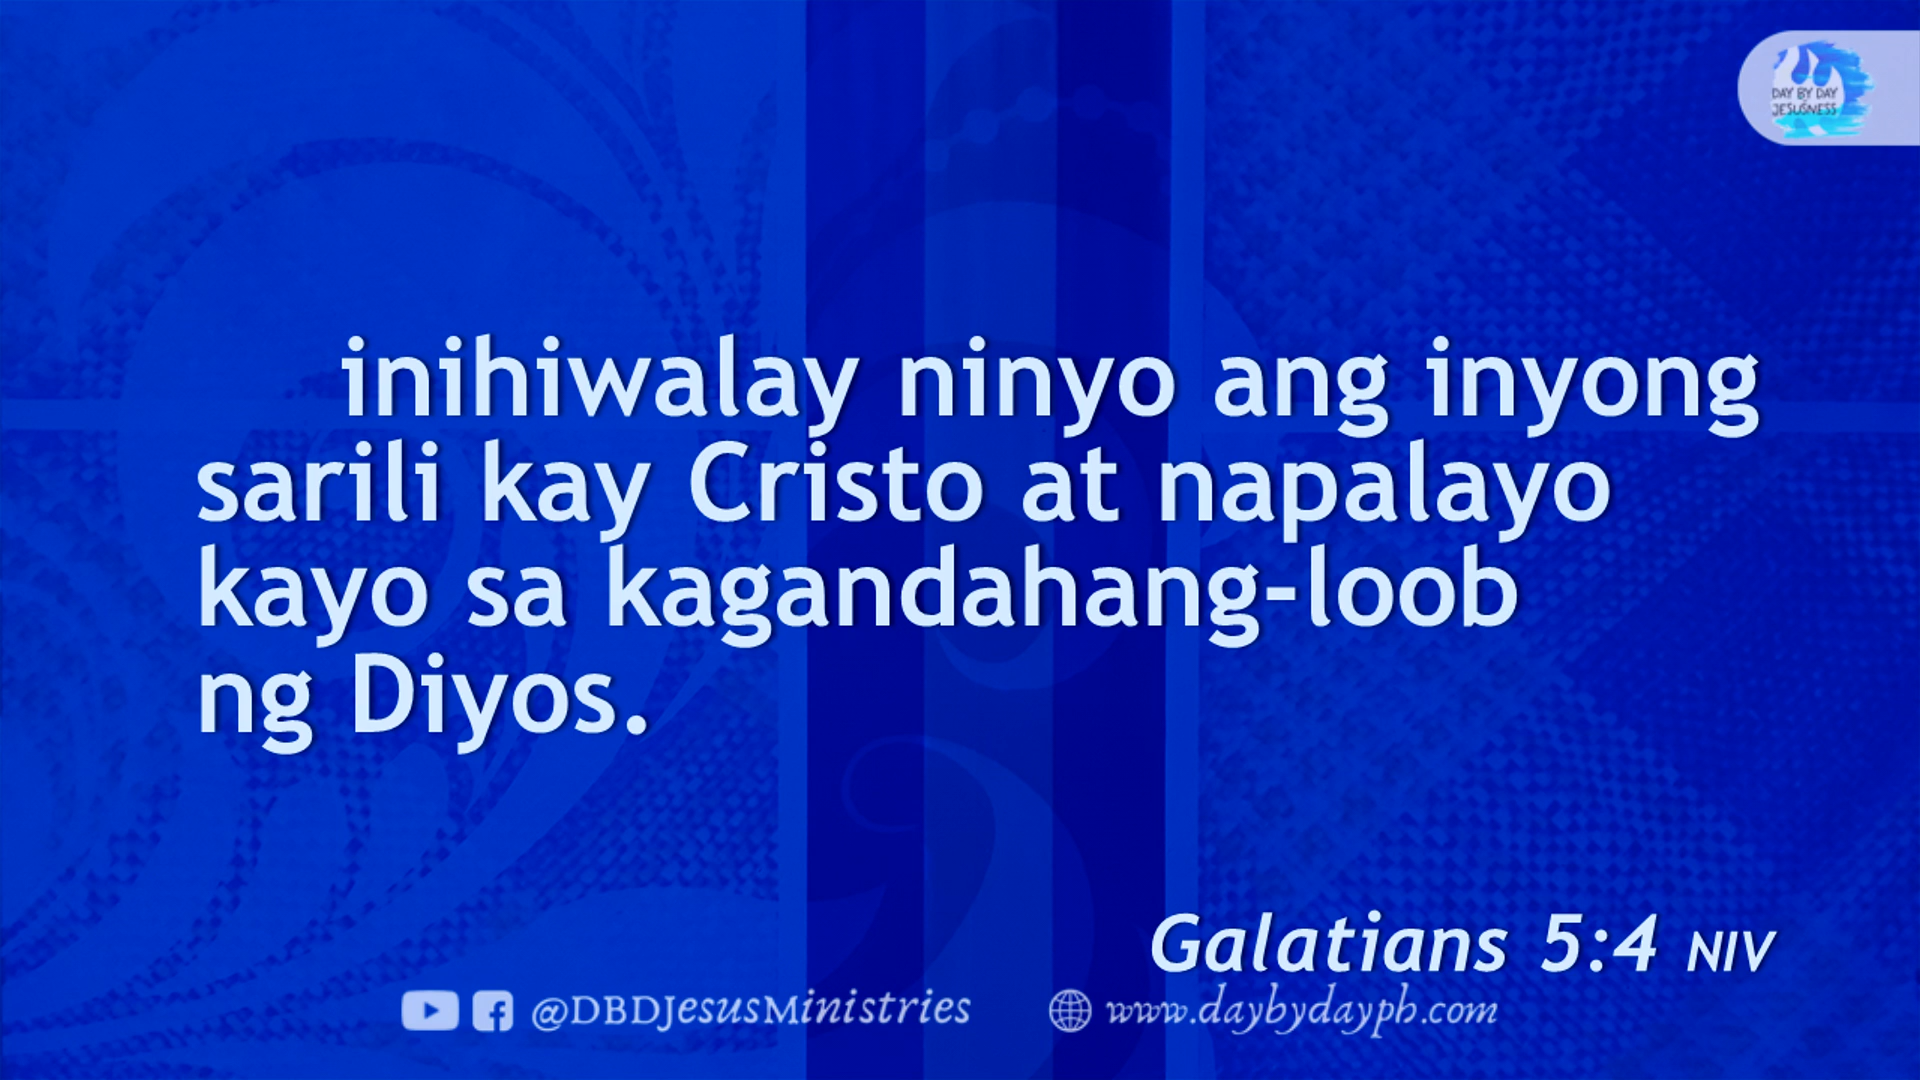 DAY BY DAY
JESUSNESS
inihiwalay ninyo ang inyong
sarili kay Cristo at napalayo
kayo sa kagandahang-loob
ng Diyos.
Galatians 5:4 NIV
@DBDJesusMinistries www.daybydayph.com